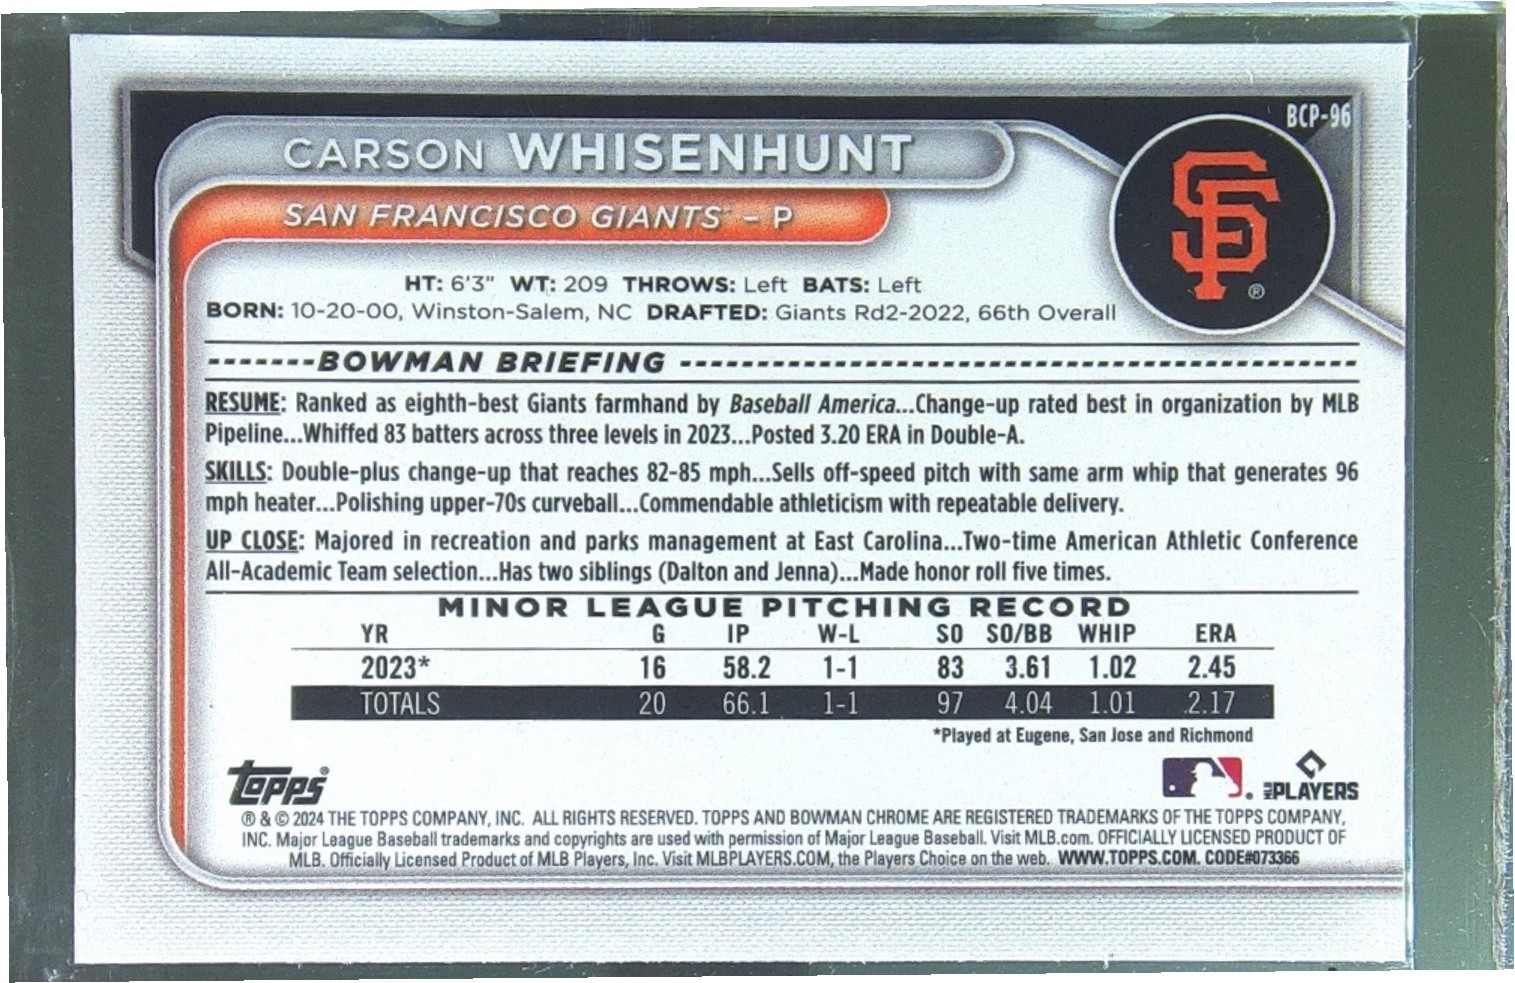 BCP-96
CARSON WHISENHUNT
SAN FRANCISCO GIANTS - P
SF ®
HT: 6'3" WT: 209 THROWS: Left BATS: Left
BORN: 10-20-00, Winston-Salem, NC DRAFTED: Giants Rd2-2022, 66th Overall
BOWMAN BRIEFING
RESUME: Ranked as eighth-best Giants farmhand by Baseball America...Change-up rated best in organization by MLB
Pipeline...Whiffed 83 batters across three levels in 2023...Posted 3.20 ERA in Double-A.
SKILLS: Double-plus change-up that reaches 82-85 mph...Sells off-speed pitch with same arm whip that generates 96
mph heater...Polishing upper-70s curveball...Commendable athleticism with repeatable delivery.
UP CLOSE: Majored in recreation and parks management at East Carolina...Two-time American Athletic Conference
All-Academic Team selection...Has two siblings (Dalton and Jenna)...Made honor roll five times.
MINOR LEAGUE PITCHING RECORD
YR G IP W-L SO SO/BB WHIP ERA
2023* 16 58.2 1-1 83 3.61 1.02 2.45
TOTALS 20 66.1 1-1 97 4.04 1.01 2.17
*Played at Eugene, San Jose and Richmond
Topps® PLAYERS
® & © 2024 THE TOPPS COMPANY, INC. ALL RIGHTS RESERVED. TOPPS AND BOWMAN CHROME ARE REGISTERED TRADEMARKS OF THE TOPPS COMPANY,
INC. Major League Baseball trademarks and copyrights are used with permission of Major League Baseball. Visit MLB.com. OFFICIALLY LICENSED PRODUCT OF
MLB. Officially Licensed Product of MLB Players, Inc. Visit MLBPLAYERS.COM, the Players Choice on the web. WWW.TOPPS.COM. CODE#073366